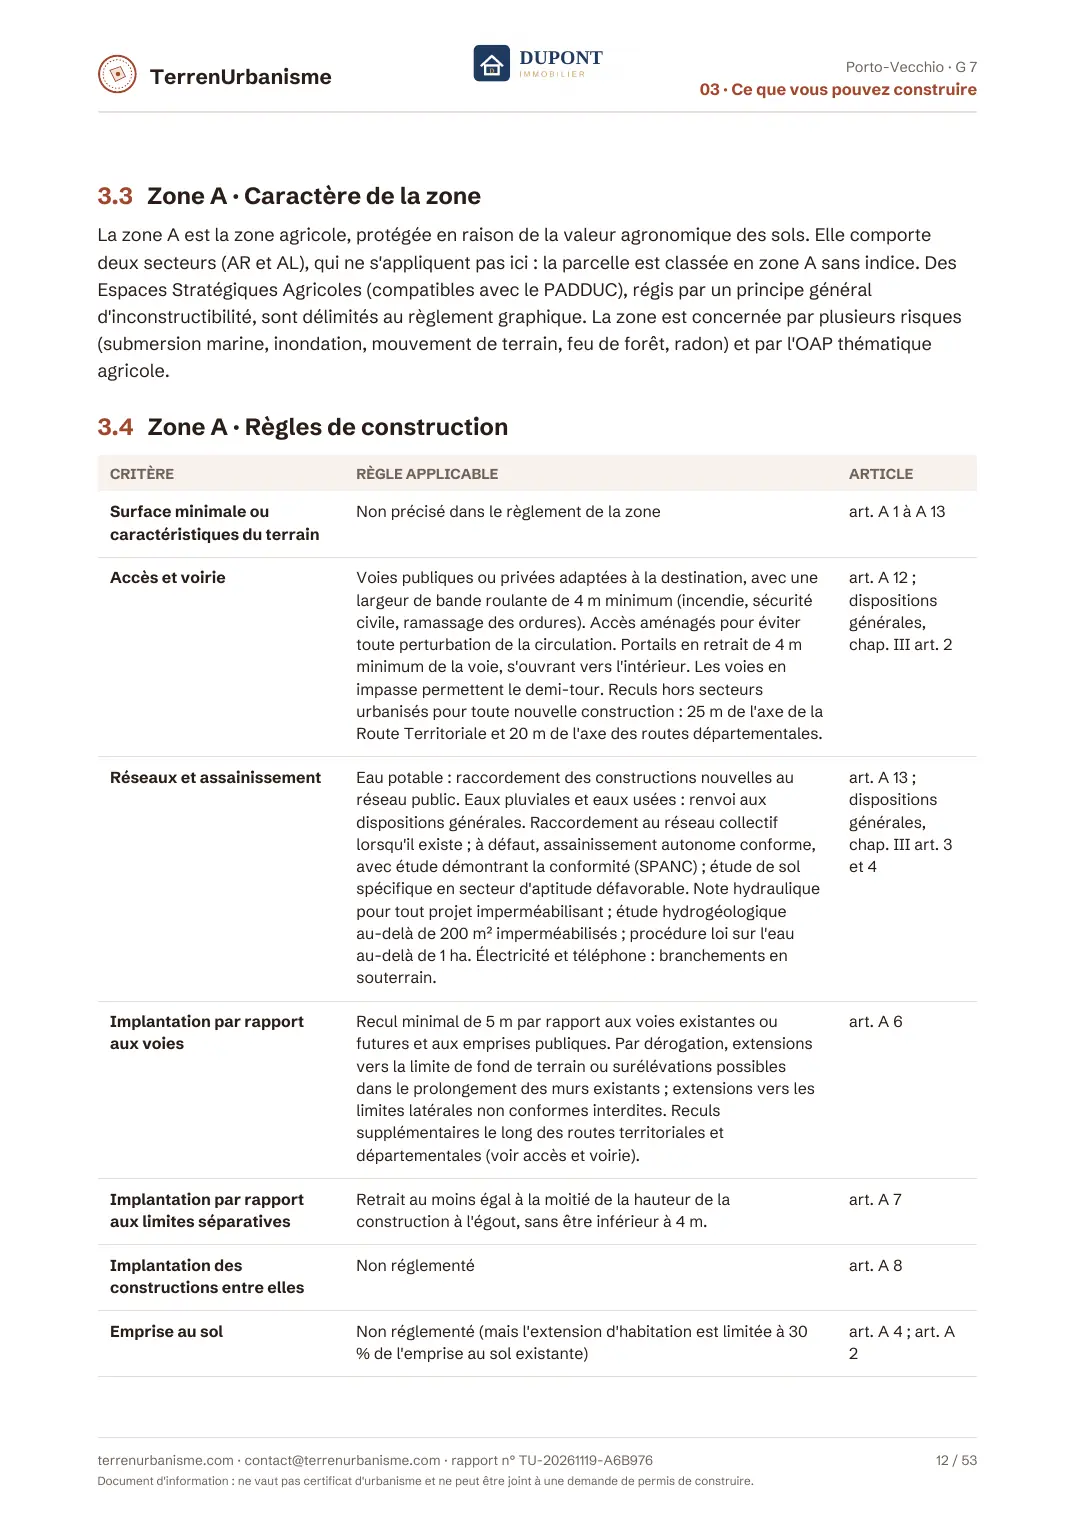 TerrenUrbanisme
DUPONT
IMMOBILIER
Porto-Vecchio · G 7
03 · Ce que vous pouvez construire
3.3 Zone A · Caractère de la zone
La zone A est la zone agricole, protégée en raison de la valeur agronomique des sols. Elle comporte
deux secteurs (AR et AL), qui ne s'appliquent pas ici : la parcelle est classée en zone A sans indice. Des
Espaces Stratégiques Agricoles (compatibles avec le PADDUC), régis par un principe général
d'inconstructibilité, sont délimités au règlement graphique. La zone est concernée par plusieurs risques
(submersion marine, inondation, mouvement de terrain, feu de forêt, radon) et par l'OAP thématique
agricole.
3.4 Zone A · Règles de construction
CRITÈRE RÈGLE APPLICABLE ARTICLE
Surface minimale ou
caractéristiques du terrain
Non précisé dans le règlement de la zone
art. A 1 à A 13
Accès et voirie
Voies publiques ou privées adaptées à la destination, avec une
largeur de bande roulante de 4 m minimum (incendie, sécurité
civile, ramassage des ordures). Accès aménagés pour éviter
toute perturbation de la circulation. Portails en retrait de 4 m
minimum de la voie, s'ouvrant vers l'intérieur. Les voies en
impasse permettent le demi-tour. Reculs hors secteurs
urbanisés pour toute nouvelle construction : 25 m de l'axe de la
Route Territoriale et 20 m de l'axe des routes départementales.
art. A 12 ;
dispositions
générales,
chap. III art. 2
Réseaux et assainissement
Eau potable : raccordement des constructions nouvelles au
réseau public. Eaux pluviales et eaux usées : renvoi aux
dispositions générales. Raccordement au réseau collectif
lorsqu'il existe ; à défaut, assainissement autonome conforme,
avec étude démontrant la conformité (SPANC) ; étude de sol
spécifique en secteur d'aptitude défavorable. Note hydraulique
pour tout projet imperméabilisant ; étude hydrogéologique
au-delà de 200 m² imperméabilisés ; procédure loi sur l'eau
au-delà de 1 ha. Électricité et téléphone : branchements en
souterrain.
art. A 13 ;
dispositions
générales,
chap. III art. 3
et 4
Implantation par rapport
aux voies
Recul minimal de 5 m par rapport aux voies existantes ou
futures et aux emprises publiques. Par dérogation, extensions
vers la limite de fond de terrain ou surélévations possibles
dans le prolongement des murs existants ; extensions vers les
limites latérales non conformes interdites. Reculs
supplémentaires le long des routes territoriales et
départementales (voir accès et voirie).
art. A 6
Implantation par rapport
aux limites séparatives
Retrait au moins égal à la moitié de la hauteur de la
construction à l'égout, sans être inférieur à 4 m.
art. A 7
Implantation des
constructions entre elles
Non réglementé
art. A 8
Emprise au sol
Non réglementé (mais l'extension d'habitation est limitée à 30
% de l'emprise au sol existante)
art. A 4 ; art. A
2
terrenurbanisme.com · contact@terrenurbanisme.com · rapport n° TU-20261119-A6B976
12 / 53
Document d'information : ne vaut pas certificat d'urbanisme et ne peut être joint à une demande de permis de construire.